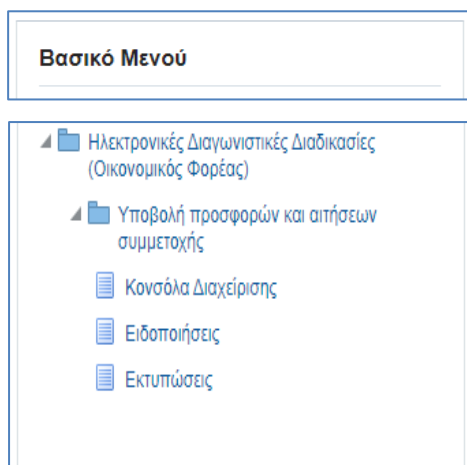 Βασικό Μενού
Ηλεκτρονικές Διαγωνιστικές Διαδικασίες
(Οικονομικός Φορέας)
Υποβολή προσφορών και αιτήσεων
συμμετοχής
Κονσόλα Διαχείρισης
Ειδοποιήσεις
Εκτυπώσεις